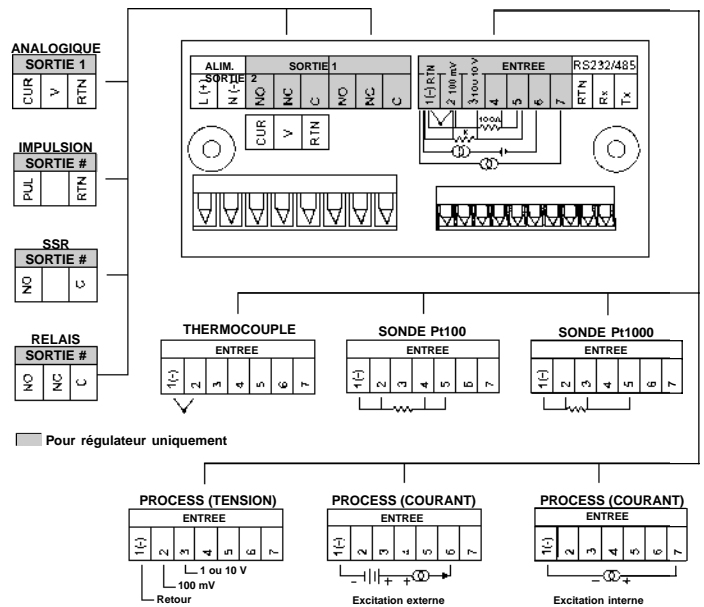 ANALOGIQUE
SORTIE 1
CUR V RTN
IMPULSION
SORTIE #
PUL RTN
SSR
SORTIE #
NO C
RELAIS
SORTIE #
NO NC C
Pour régulateur uniquement
ALIM. SORTIE 1 ENTREE RS232/485
SORTIE 2
L (+) N (-) NO NC C NO NC C 1 (-) RTN 2 100 mV 3 1 ou 10 V 4 5 6 7 RTN Rx Tx
CUR V RTN
100Ω
K
THERMOCOUPLE
ENTREE
1(-) 2 3 4 5 6 7
SONDE Pt100
ENTREE
1(-) 2 3 4 5 6 7
SONDE Pt1000
ENTREE
1(-) 2 3 4 5 6 7
PROCESS (TENSION)
ENTREE
1(-) 2 3 4 5 6 7
1 ou 10 V
100 mV
Retour
PROCESS (COURANT)
ENTREE
1(-) 2 3 4 5 6 7
- + +
Excitation externe
PROCESS (COURANT)
ENTREE
1(-) 2 3 4 5 6 7
- +
Excitation interne